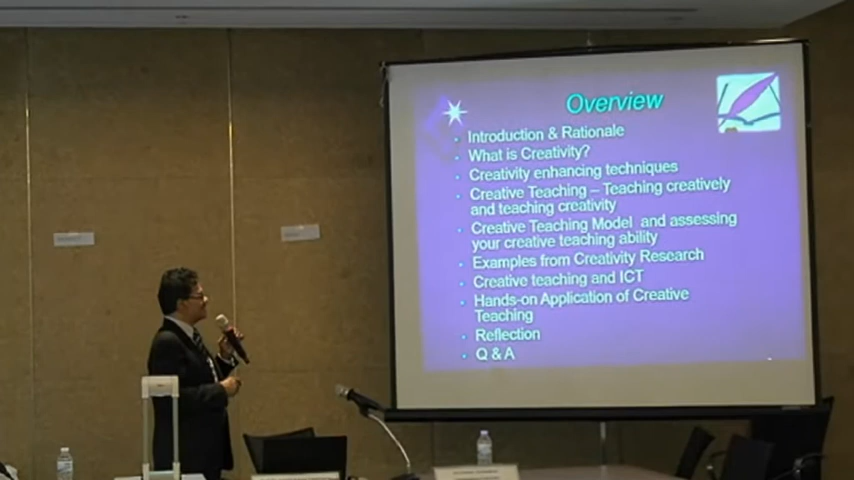 Overview
Introduction & Rationale
What is Creativity?
Creativity enhancing techniques
Creative Teaching – Teaching creatively
and teaching creativity
Creative Teaching Model and assessing
your creative teaching ability
Examples from Creativity Research
Creative teaching and ICT
Hands-on Application of Creative
Teaching
Reflection
Q & A